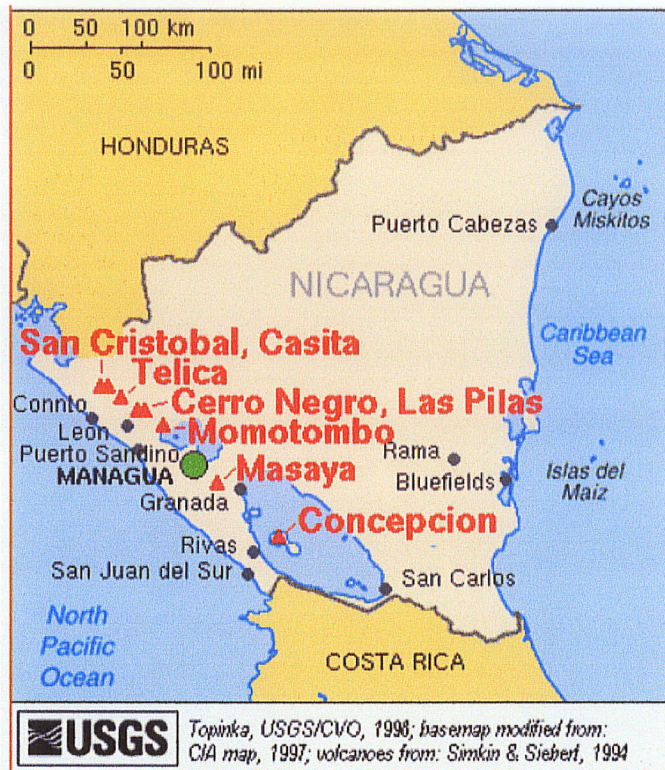 0 50 100 km
0 50 100 mi
HONDURAS
Cayos
Miskitos
Puerto Cabezas
NICARAGUA
Caribbean
Sea
San Cristobal, Casita
Telica
Connto
Cerro Negro, Las Pilas
León
Momotombo
Puerto Sandino
Rama
MANAGUA
Masaya
Bluefields
Islas del
Maíz
Granada
Concepcion
Rivas
San Juan del Sur
San Carlos
North
Pacific
Ocean
COSTA RICA
USGS
Topinka, USGS/CVO, 1998; basemap modified from:
CIA map, 1997; volcanoes from: Simkin & Siebert, 1994